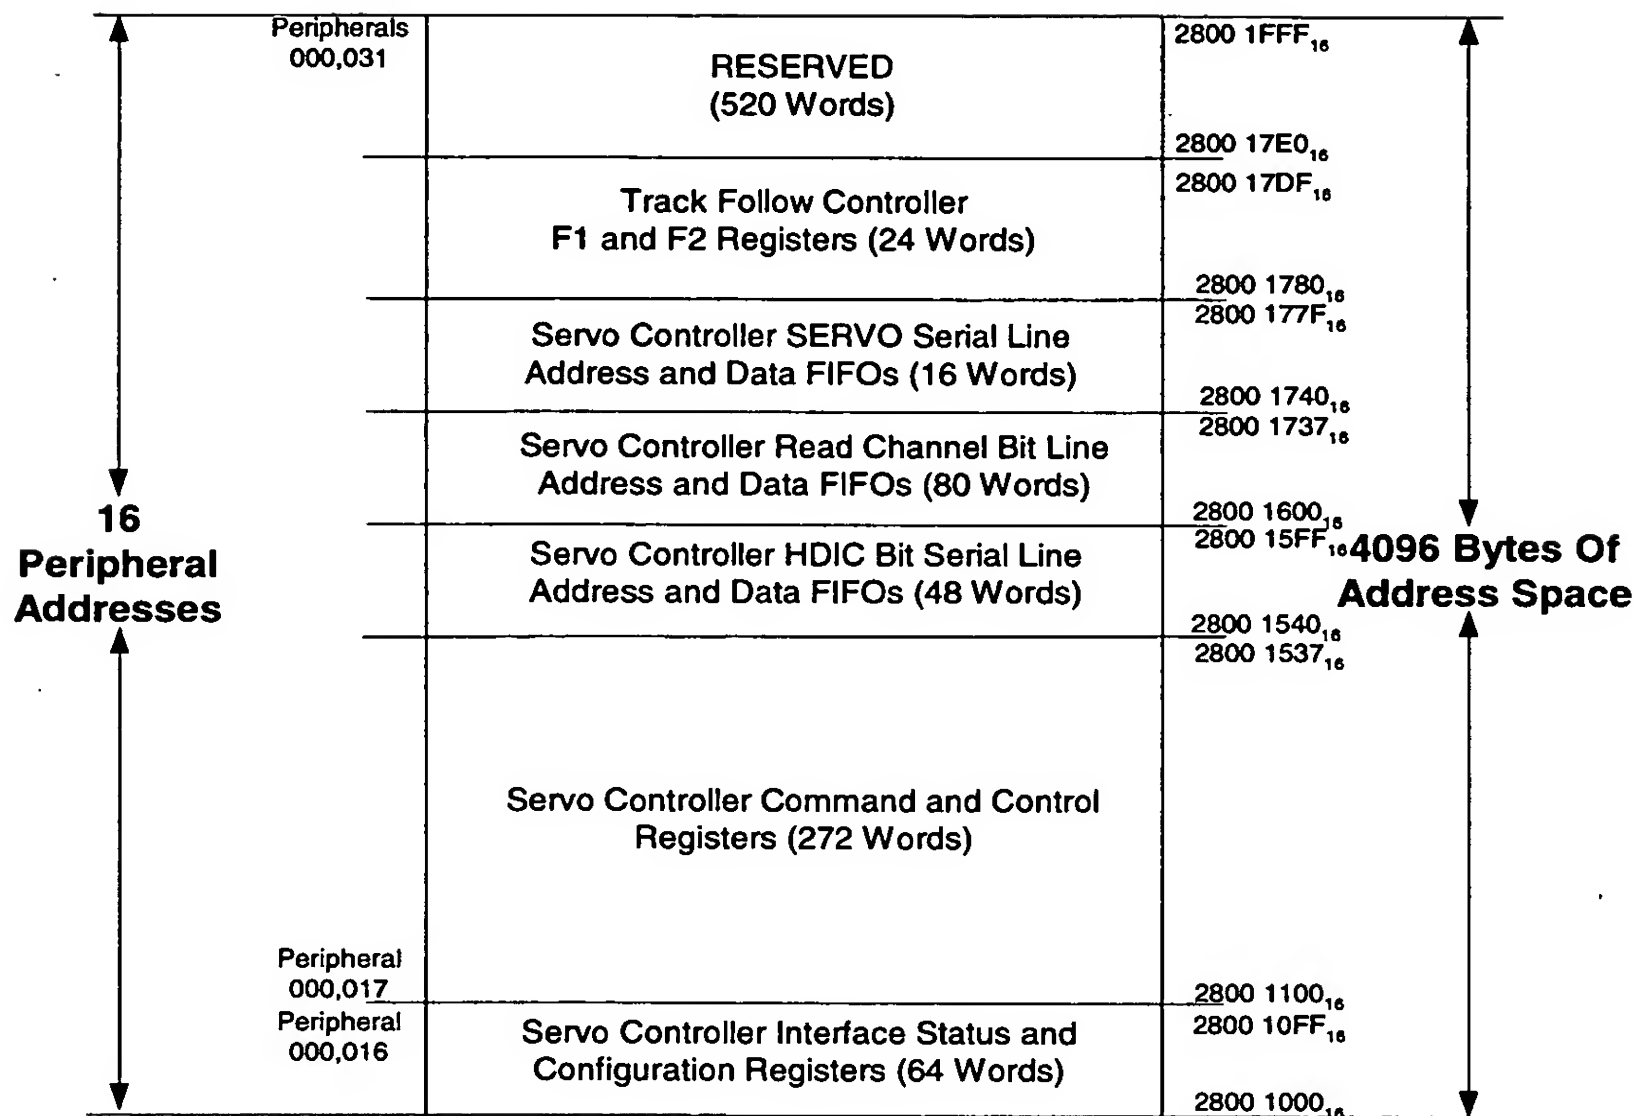 Peripherals
000,031
RESERVED
(520 Words)
2800 1FFF₁₆
2800 17E0₁₆
Track Follow Controller
F1 and F2 Registers (24 Words)
2800 17DF₁₆
2800 1780₁₆
Servo Controller SERVO Serial Line
Address and Data FIFOs (16 Words)
2800 177F₁₆
2800 1740₁₆
Servo Controller Read Channel Bit Line
Address and Data FIFOs (80 Words)
2800 1737₁₆
2800 1600₁₆
Servo Controller HDIC Bit Serial Line
Address and Data FIFOs (48 Words)
2800 15FF₁₆
2800 1540₁₆
16
Peripheral
Addresses
4096 Bytes Of
Address Space
2800 1537₁₆
Servo Controller Command and Control
Registers (272 Words)
Peripheral
000,017
2800 1100₁₆
Peripheral
000,016
Servo Controller Interface Status and
Configuration Registers (64 Words)
2800 10FF₁₆
2800 1000₁₆